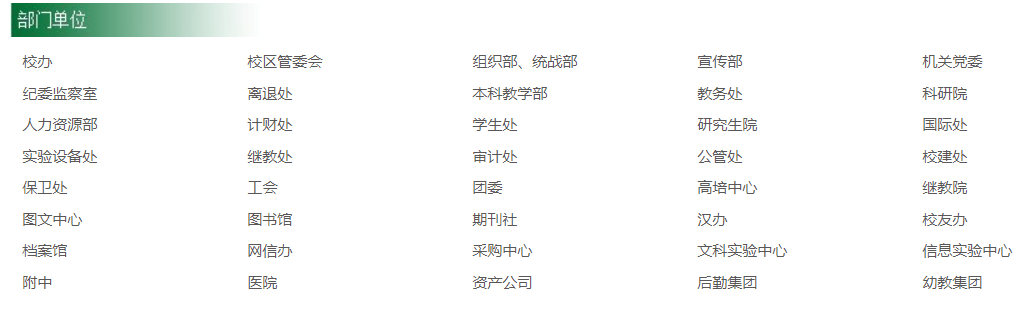 部门单位
校办 校区管委会 组织部、统战部 宣传部 机关党委
纪委监察室 离退处 本科教学部 教务处 科研院
人力资源部 计财处 学生处 研究生院 国际处
实验设备处 继教处 审计处 公管处 校建处
保卫处 工会 团委 高培中心 继教院
图文中心 图书馆 期刊社 汉办 校友办
档案馆 网信办 采购中心 文科实验中心 信息实验中心
附中 医院 资产公司 后勤集团 幼教集团